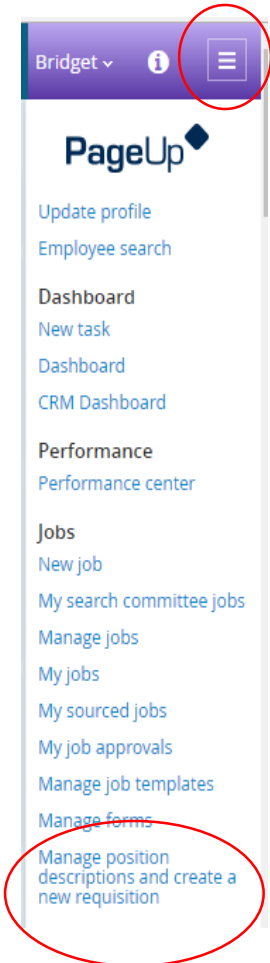 Bridget
PageUp
Update profile
Employee search
Dashboard
New task
Dashboard
CRM Dashboard
Performance
Performance center
Jobs
New job
My search committee jobs
Manage jobs
My jobs
My sourced jobs
My job approvals
Manage job templates
Manage forms
Manage position
descriptions and create a
new requisition